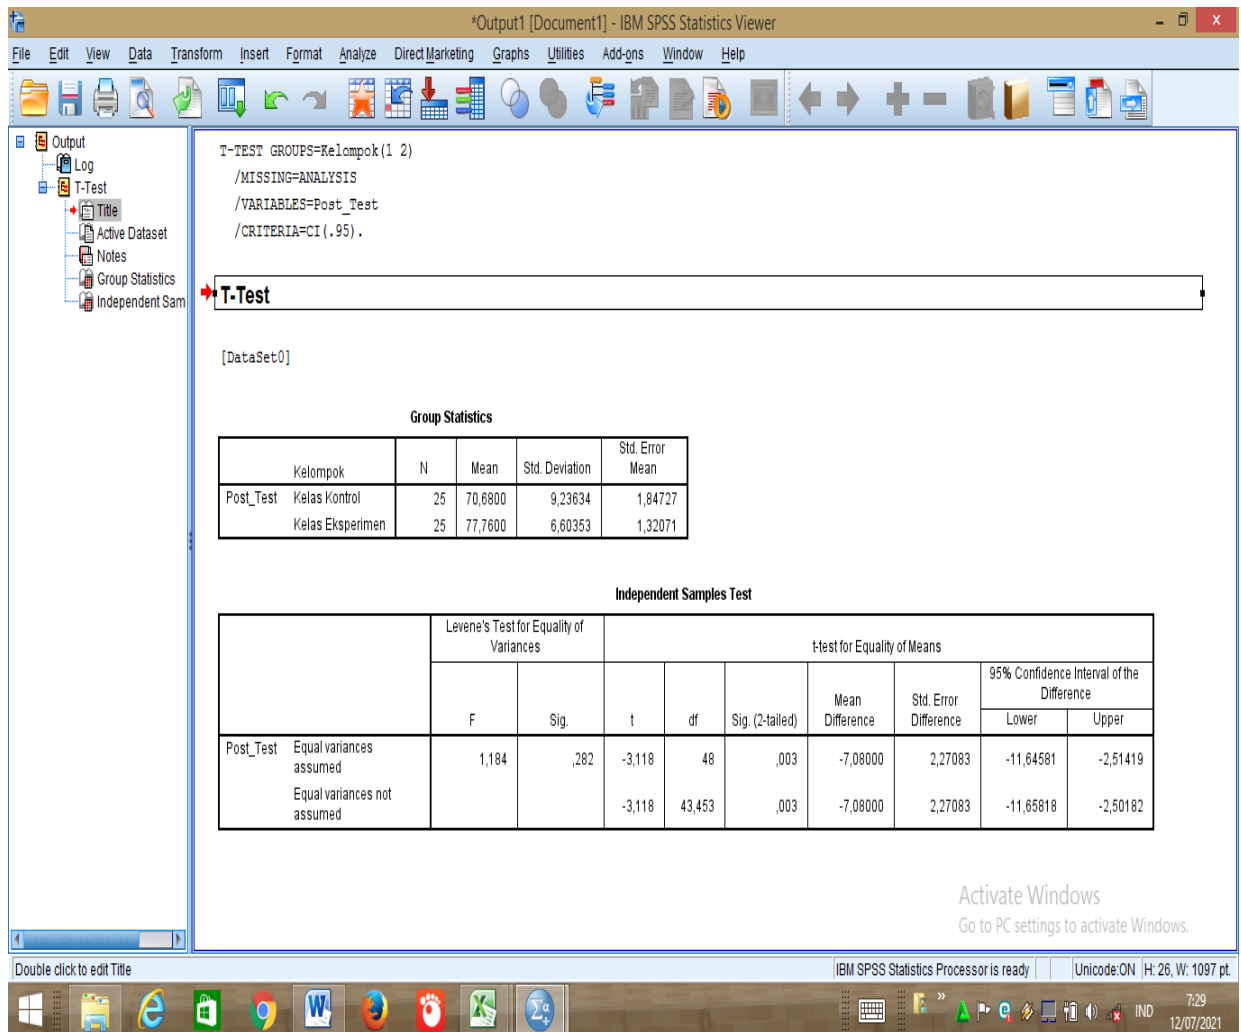 *Output1 [Document1] - IBM SPSS Statistics Viewer
File Edit View Data Transform Insert Format Analyze Direct Marketing Graphs Utilities Add-ons Window Help
Output
Log
T-Test
Title
Active Dataset
Notes
Group Statistics
Independent Sam
T-TEST GROUPS=Kelompok(1 2)
/MISSING=ANALYSIS
/VARIABLES=Post_Test
/CRITERIA=CI(.95).
T-Test
[DataSet0]
Group Statistics
Kelompok N Mean Std. Deviation Std. Error Mean
Post_Test Kelas Kontrol 25 70,6800 9,23634 1,84727
Kelas Eksperimen 25 77,7600 6,60353 1,32071
Independent Samples Test
Levene's Test for Equality of Variances t-test for Equality of Means
95% Confidence Interval of the Difference
F Sig. t df Sig. (2-tailed) Mean Difference Std. Error Difference Lower Upper
Post_Test Equal variances assumed 1,184 ,282 -3,118 48 ,003 -7,08000 2,27083 -11,64581 -2,51419
Equal variances not assumed -3,118 43,453 ,003 -7,08000 2,27083 -11,65818 -2,50182
Activate Windows
Go to PC settings to activate Windows.
Double click to edit Title
IBM SPSS Statistics Processor is ready Unicode:ON H: 26, W: 1097 pt.
IND 7:29
12/07/2021